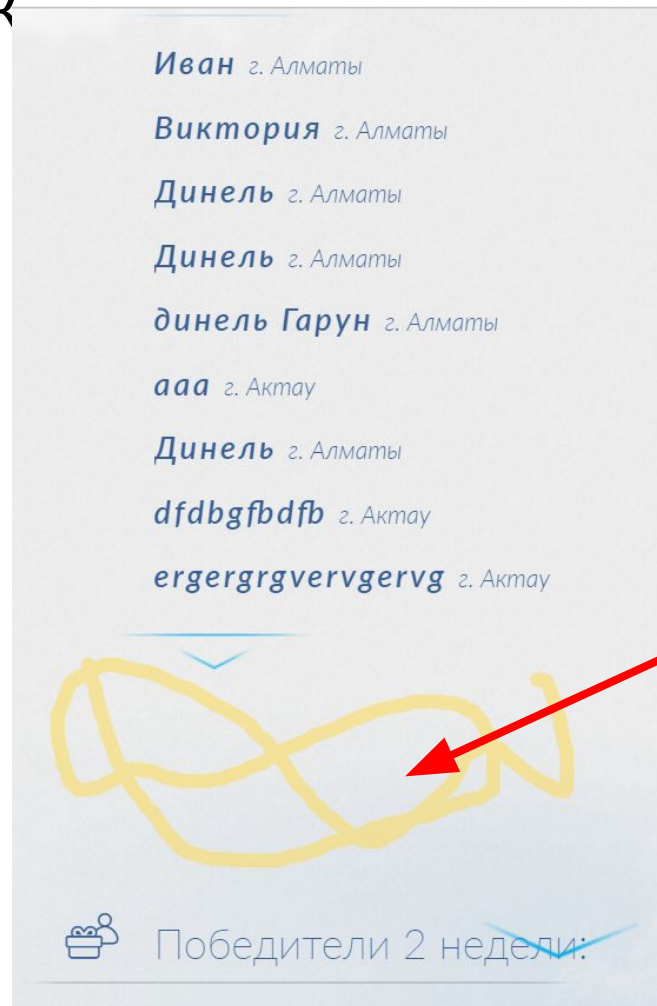 Иван г. Алматы
Виктория г. Алматы
Динель г. Алматы
Динель г. Алматы
динель Гарун г. Алматы
ааа г. Актау
Динель г. Алматы
dfdbgfbdfb г. Актау
ergergrgvervgervg г. Актау
Победители 2 недели: